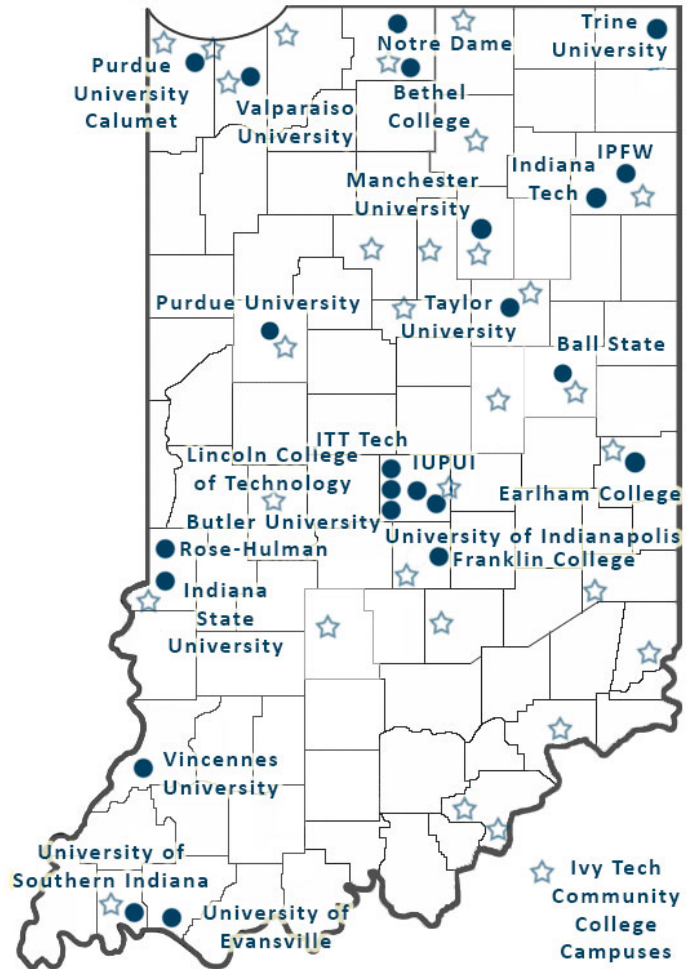 Trine
University
Notre Dame
Purdue
University
Calumet
Bethel
College
Valparaiso
University
IPFW
Indiana
Tech
Manchester
University
Purdue University
Taylor
University
Ball State
ITT Tech
Lincoln College
of Technology
IUPUI
Earlham College
Butler University
University of Indianapolis
Rose-Hulman
Franklin College
Indiana
State
University
Vincennes
University
University of
Southern Indiana
University of
Evansville
Ivy Tech
Community
College
Campuses